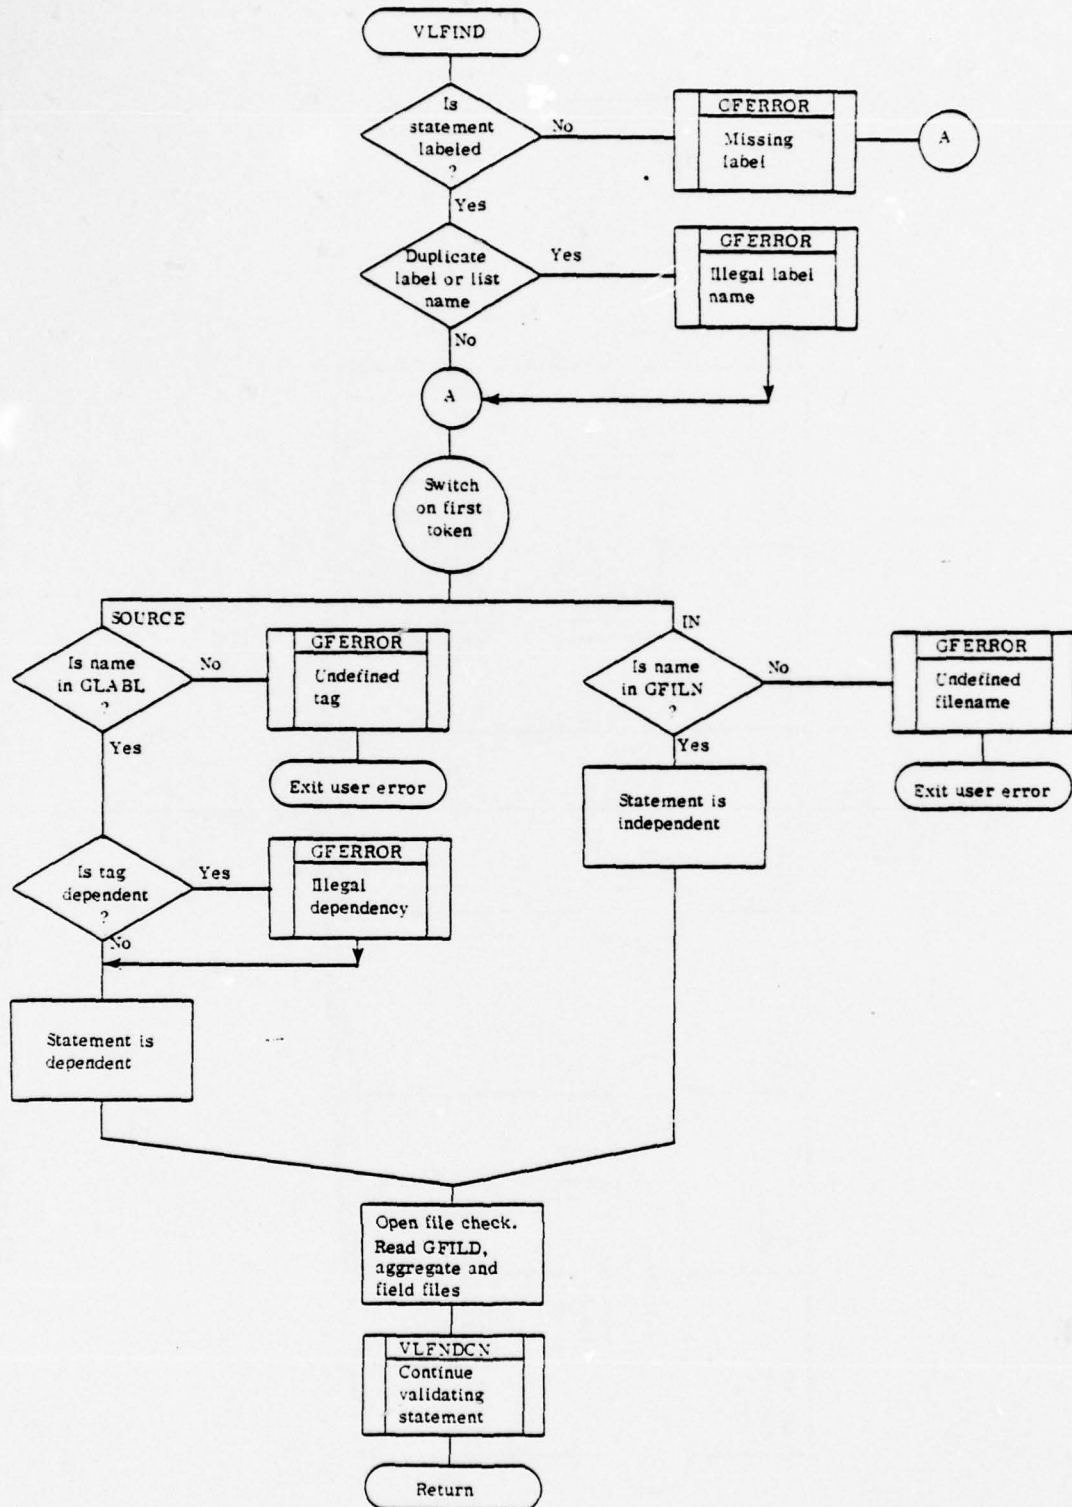 VLFIND
Is
statement
labeled
?
No
GFERROR
Missing
label
A
Yes
Duplicate
label or list
name
Yes
GFERROR
Illegal label
name
No
A
Switch
on first
token
SOURCE
IN
Is name
in GLABL
?
No
GFERROR
Undefined
tag
Is name
in GFILN
?
No
GFERROR
Undefined
filename
Yes
Exit user error
Yes
Exit user error
Statement is
independent
Is tag
dependent
?
Yes
GFERROR
Illegal
dependency
No
Statement is
dependent
Open file check.
Read GFILD,
aggregate and
field files
VLFNDCN
Continue
validating
statement
Return